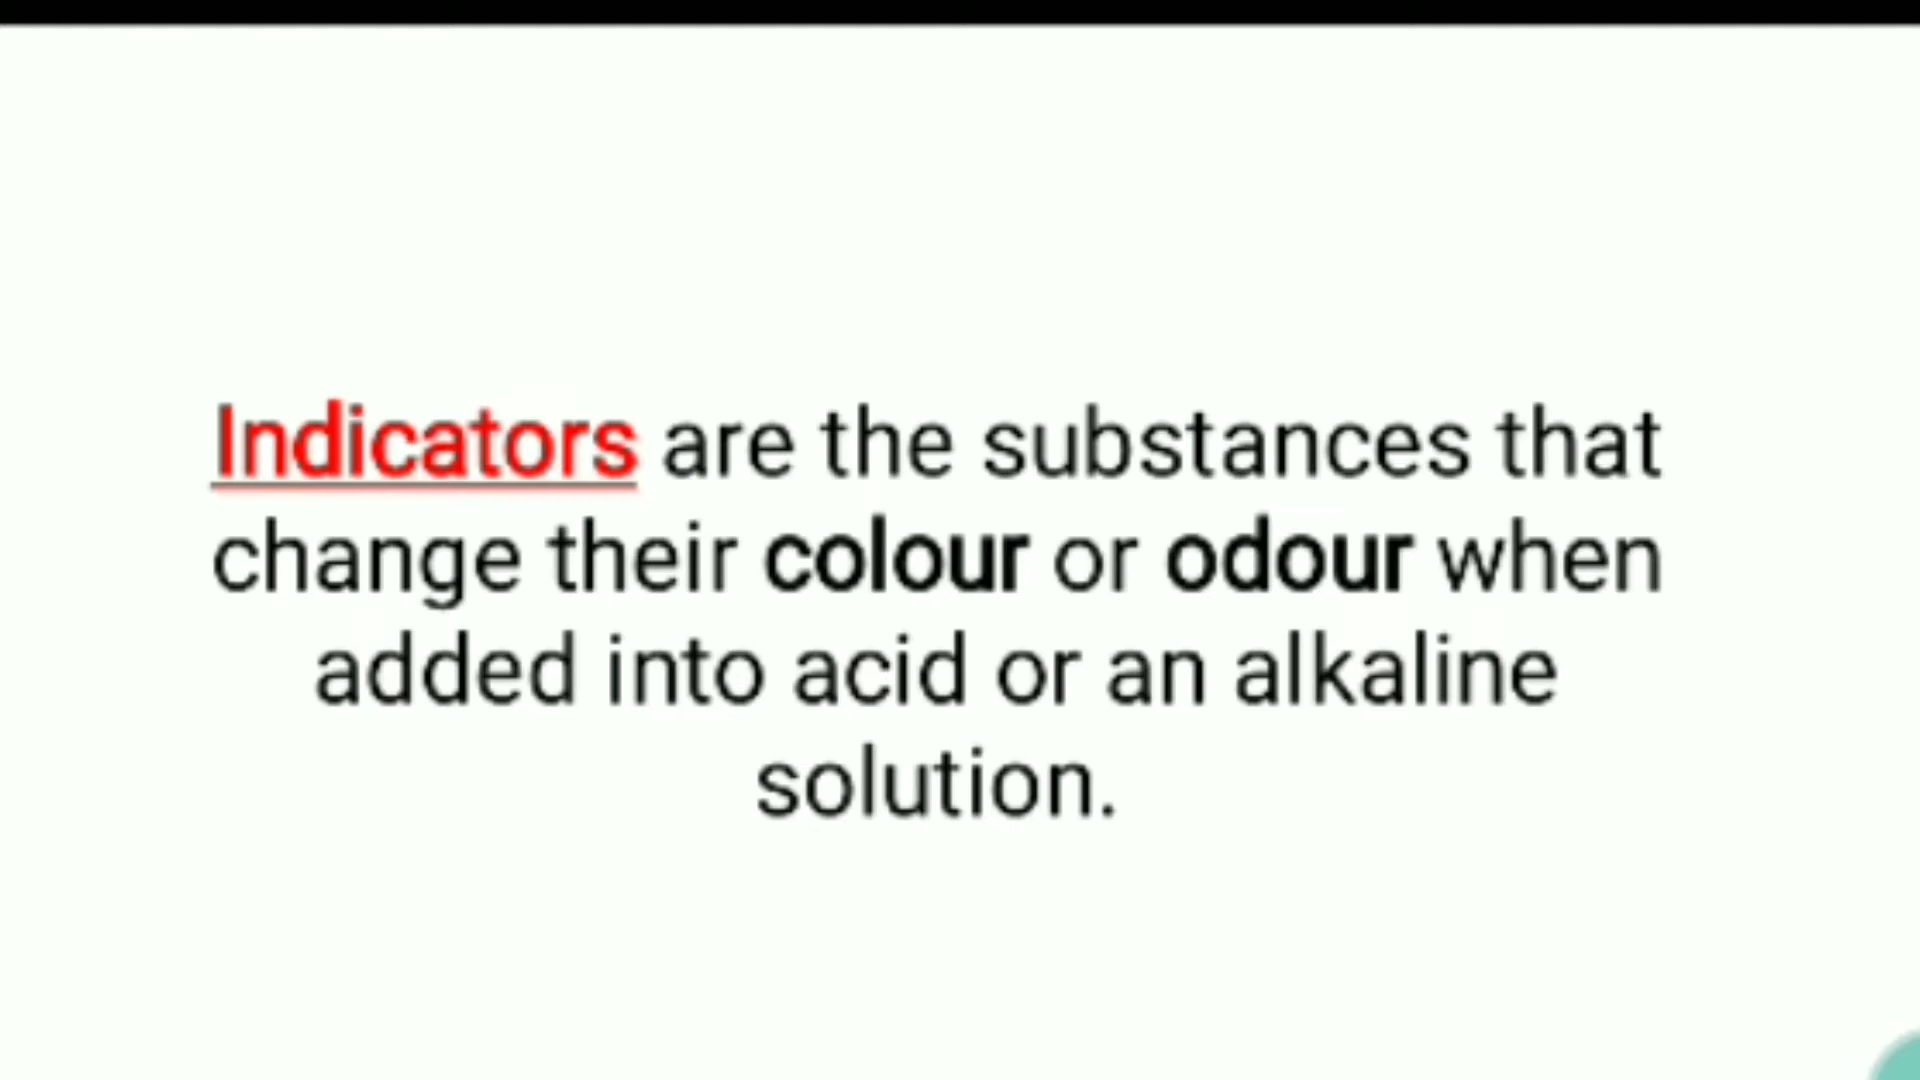 Indicators are the substances that
change their colour or odour when
added into acid or an alkaline
solution.